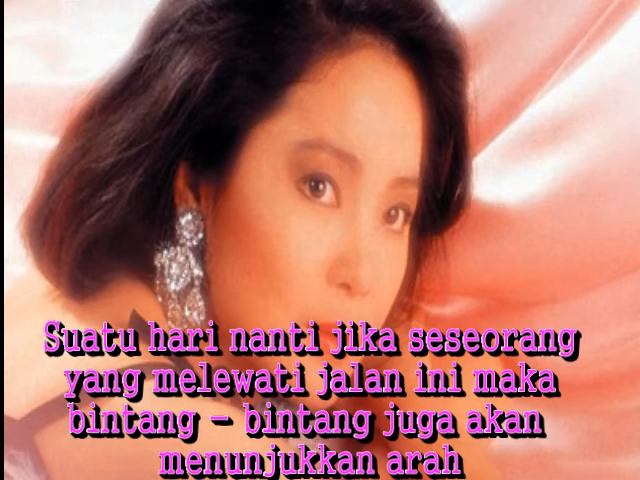 Suatu hari nanti jika seseorang
yang melewati jalan ini maka
bintang - bintang juga akan
menunjukkan arah